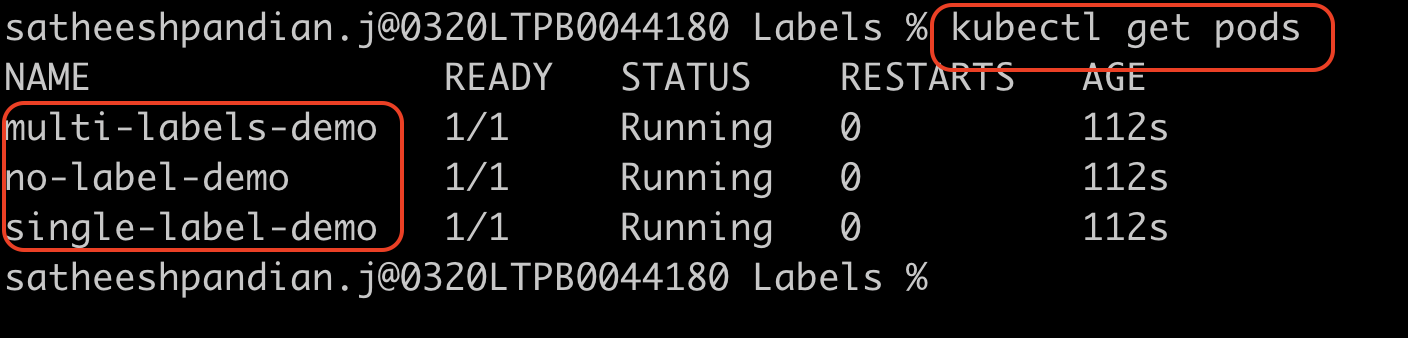 satheeshpandian.j@0320LTPB0044180 Labels % kubectl get pods
NAME READY STATUS RESTARTS AGE
multi-labels-demo 1/1 Running 0 112s
no-label-demo 1/1 Running 0 112s
single-label-demo 1/1 Running 0 112s
satheeshpandian.j@0320LTPB0044180 Labels %